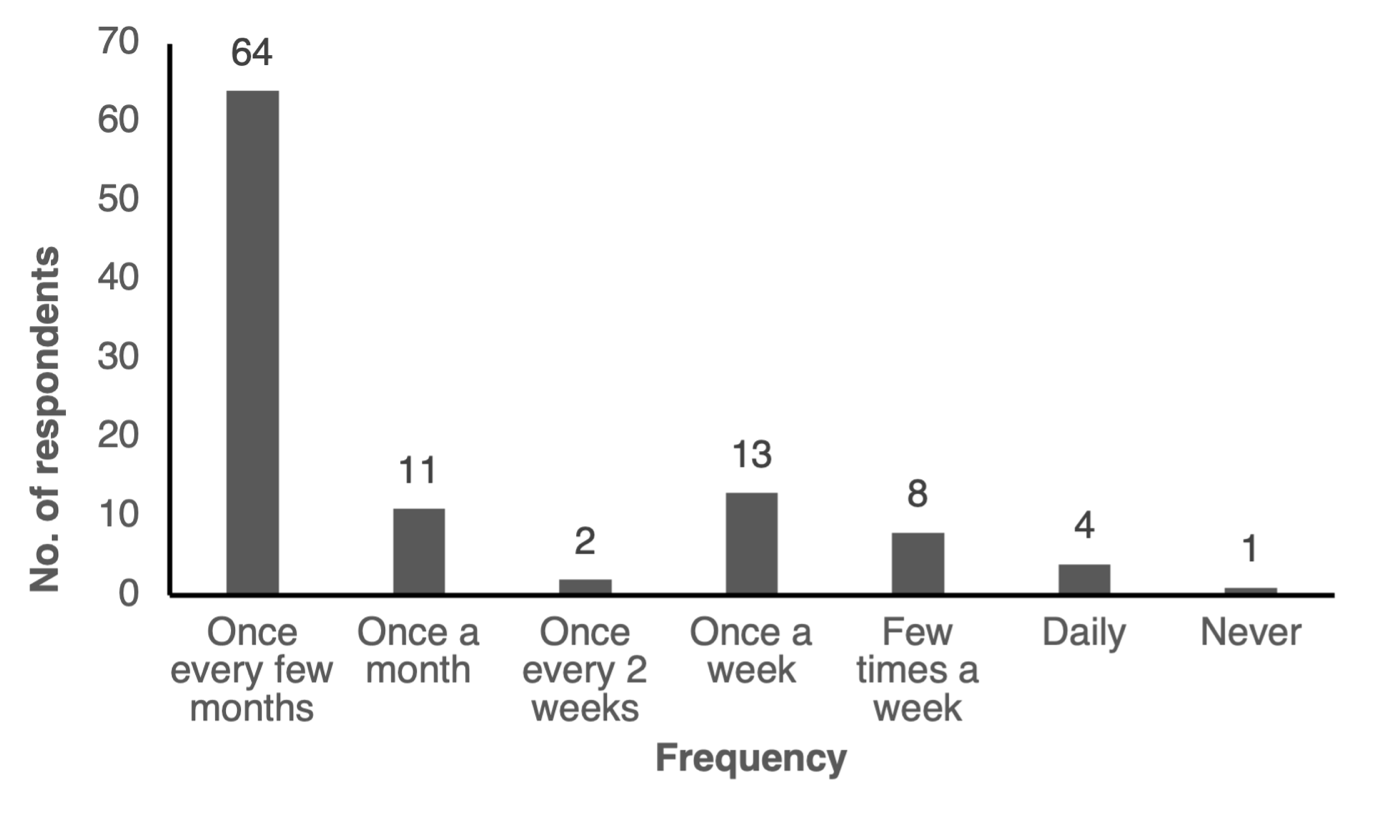 70
60
50
40
30
20
10
0
No. of respondents
64
11
2
13
8
4
1
Once
every few
months
Once a
month
Once
every 2
weeks
Once a
week
Few
times a
week
Daily
Never
Frequency